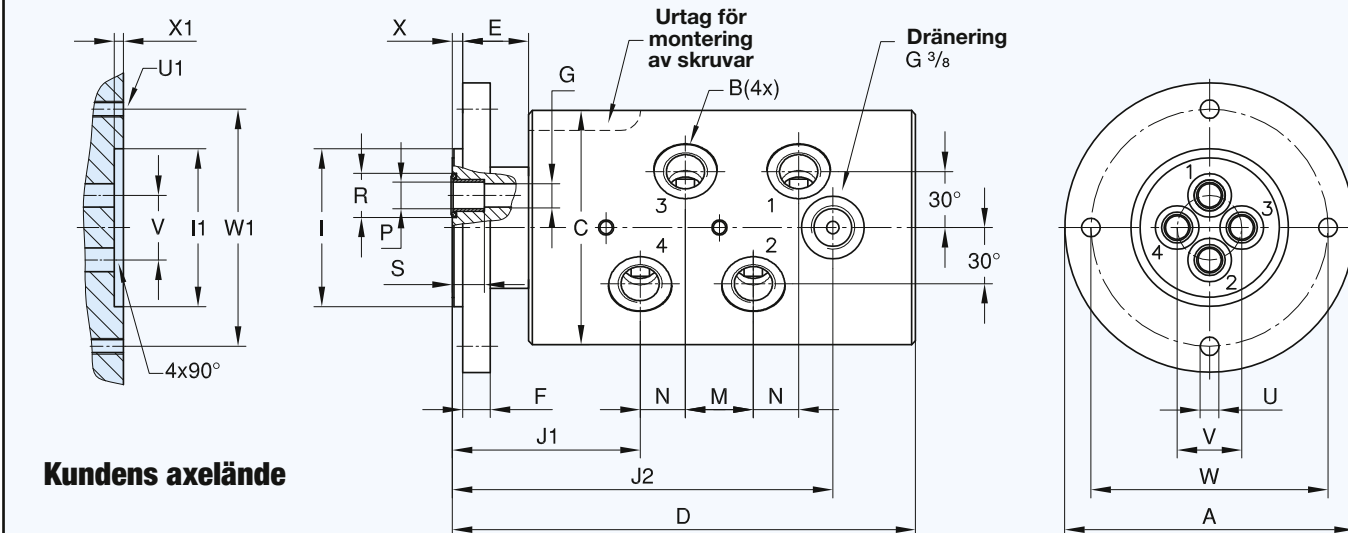 X1
U1
V
I1
W1
4x90°
Kundens axelände
X
E
G
Urtag för
montering
av skruvar
B(4x)
Dränering
G 3/8
R
I
P
S
C
3
1
4
2
30°
30°
F
N
M
N
J1
J2
D
1
3
4
2
U
V
W
A